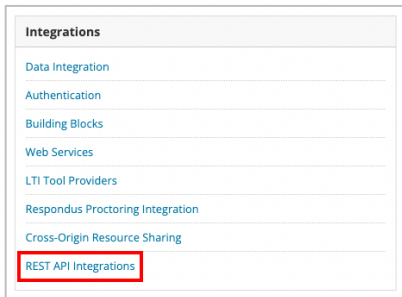 Integrations
Data Integration
Authentication
Building Blocks
Web Services
LTI Tool Providers
Respondus Proctoring Integration
Cross-Origin Resource Sharing
REST API Integrations